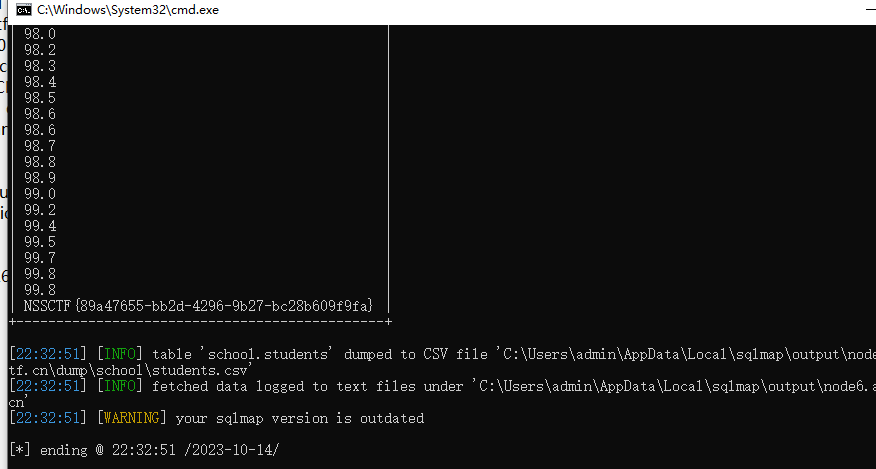 C:\Windows\System32\cmd.exe
98.0
98.2
98.3
98.4
98.5
98.6
98.6
98.7
98.8
98.9
99.0
99.2
99.4
99.5
99.7
99.8
99.8
NSSCTF{89a47655-bb2d-4296-9b27-bc28b609f9fa}
[22:32:51] [INFO] table 'school.students' dumped to CSV file 'C:\Users\admin\AppData\Local\sqlmap\output\node
tf.cn\dump\school\students.csv'
[22:32:51] [INFO] fetched data logged to text files under 'C:\Users\admin\AppData\Local\sqlmap\output\node6.a
cn'
[22:32:51] [WARNING] your sqlmap version is outdated
[*] ending @ 22:32:51 /2023-10-14/